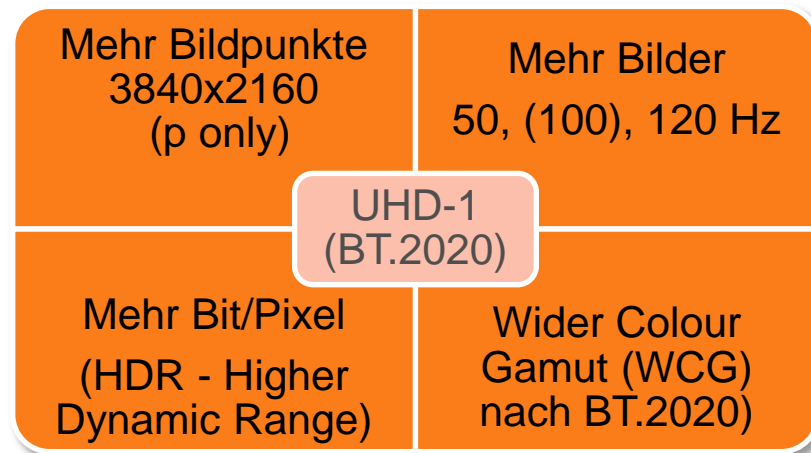 Mehr Bildpunkte
3840x2160
(p only)
Mehr Bilder
50, (100), 120 Hz
UHD-1
(BT.2020)
Mehr Bit/Pixel
(HDR - Higher
Dynamic Range)
Wider Colour
Gamut (WCG)
nach BT.2020)